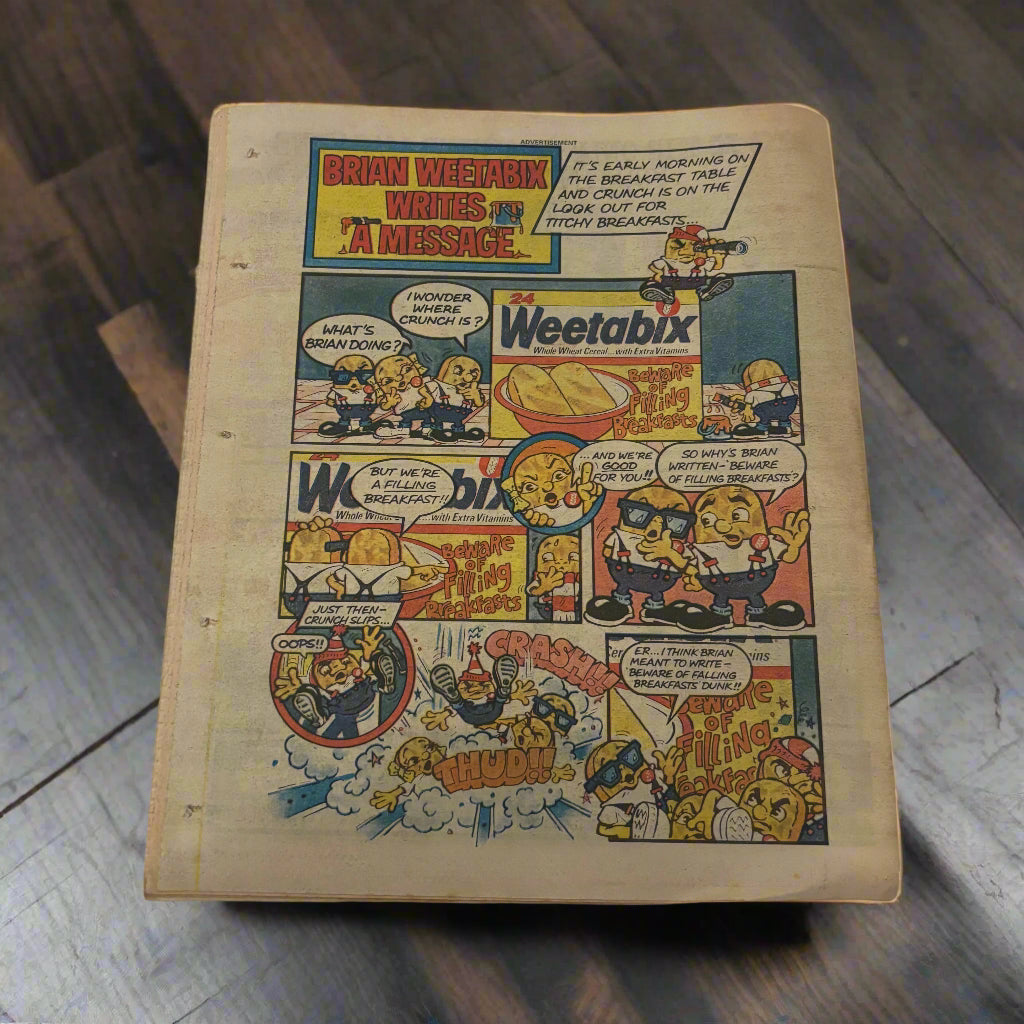 ADVERTISEMENT
BRIAN WEETABIX
WRITES
A MESSAGE
IT'S EARLY MORNING ON
THE BREAKFAST TABLE
AND CRUNCH IS ON THE
LOOK OUT FOR
TITCHY BREAKFASTS...
WHAT'S
BRIAN DOING?
I WONDER
WHERE
CRUNCH IS?
24
Weetabix
Whole Wheat Cereal...with Extra Vitamins
BEWARE
OF
FiLLiNG
BREAKFASTS
BUT WE'RE
A FILLING
BREAKFAST!!
...with Extra Vitamins
BEWARE
OF
FiLLiNG
BREAKFASTS
...AND WE'RE
GOOD
FOR YOU!!
SO WHY'S BRIAN
WRITTEN-'BEWARE
OF FILLING BREAKFASTS'?
JUST THEN-
CRUNCH SLIPS...
OOPS!!
CRASH!!
THUD!!
ER...I THINK BRIAN
MEANT TO WRITE-
'BEWARE OF FALLING
BREAKFASTS' DUNK!!
OF
FiLLiNG